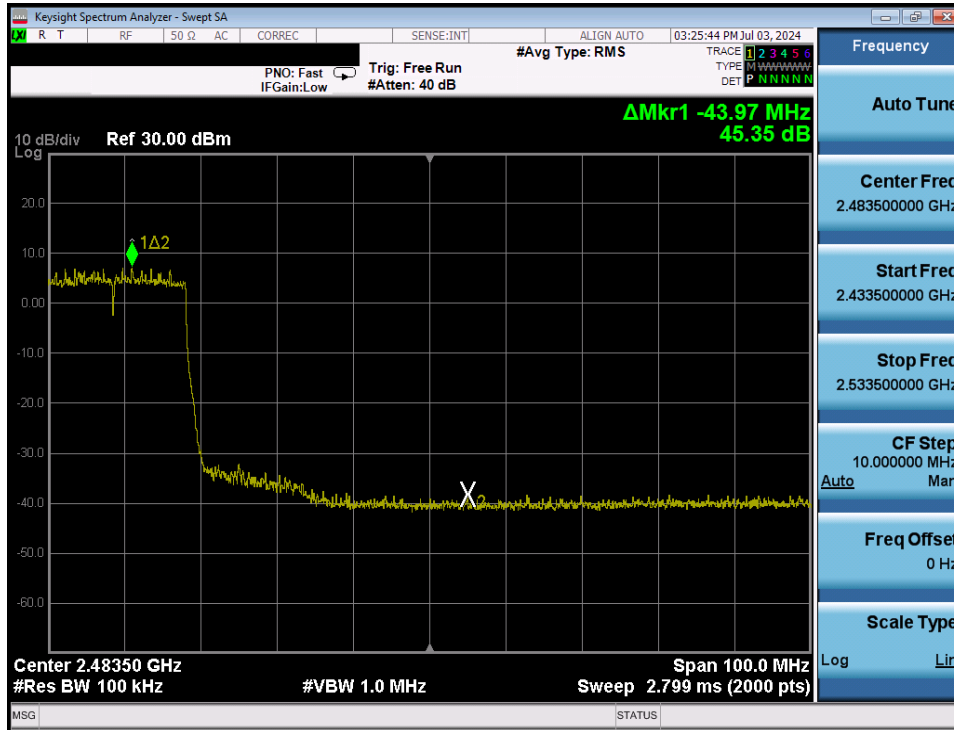 Keysight Spectrum Analyzer - Swept SA
LXI R T RF 50 Ω AC CORREC SENSE:INT ALIGN AUTO 03:25:44 PM Jul 03, 2024
PNO: Fast
IFGain:Low
Trig: Free Run
#Atten: 40 dB
#Avg Type: RMS
TRACE 1 2 3 4 5 6
TYPE M W W W W W
DET P N N N N N
ΔMkr1 -43.97 MHz
45.35 dB
10 dB/div Ref 30.00 dBm
Log
20.0
10.0
0.00
-10.0
-20.0
-30.0
-40.0
-50.0
-60.0
1Δ2
X2
Center 2.48350 GHz
Span 100.0 MHz
#Res BW 100 kHz
#VBW 1.0 MHz
Sweep 2.799 ms (2000 pts)
MSG
STATUS
Frequency
Auto Tune
Center Freq
2.483500000 GHz
Start Freq
2.433500000 GHz
Stop Freq
2.533500000 GHz
CF Step
10.000000 MHz
Auto Man
Freq Offset
0 Hz
Scale Type
Log Lin